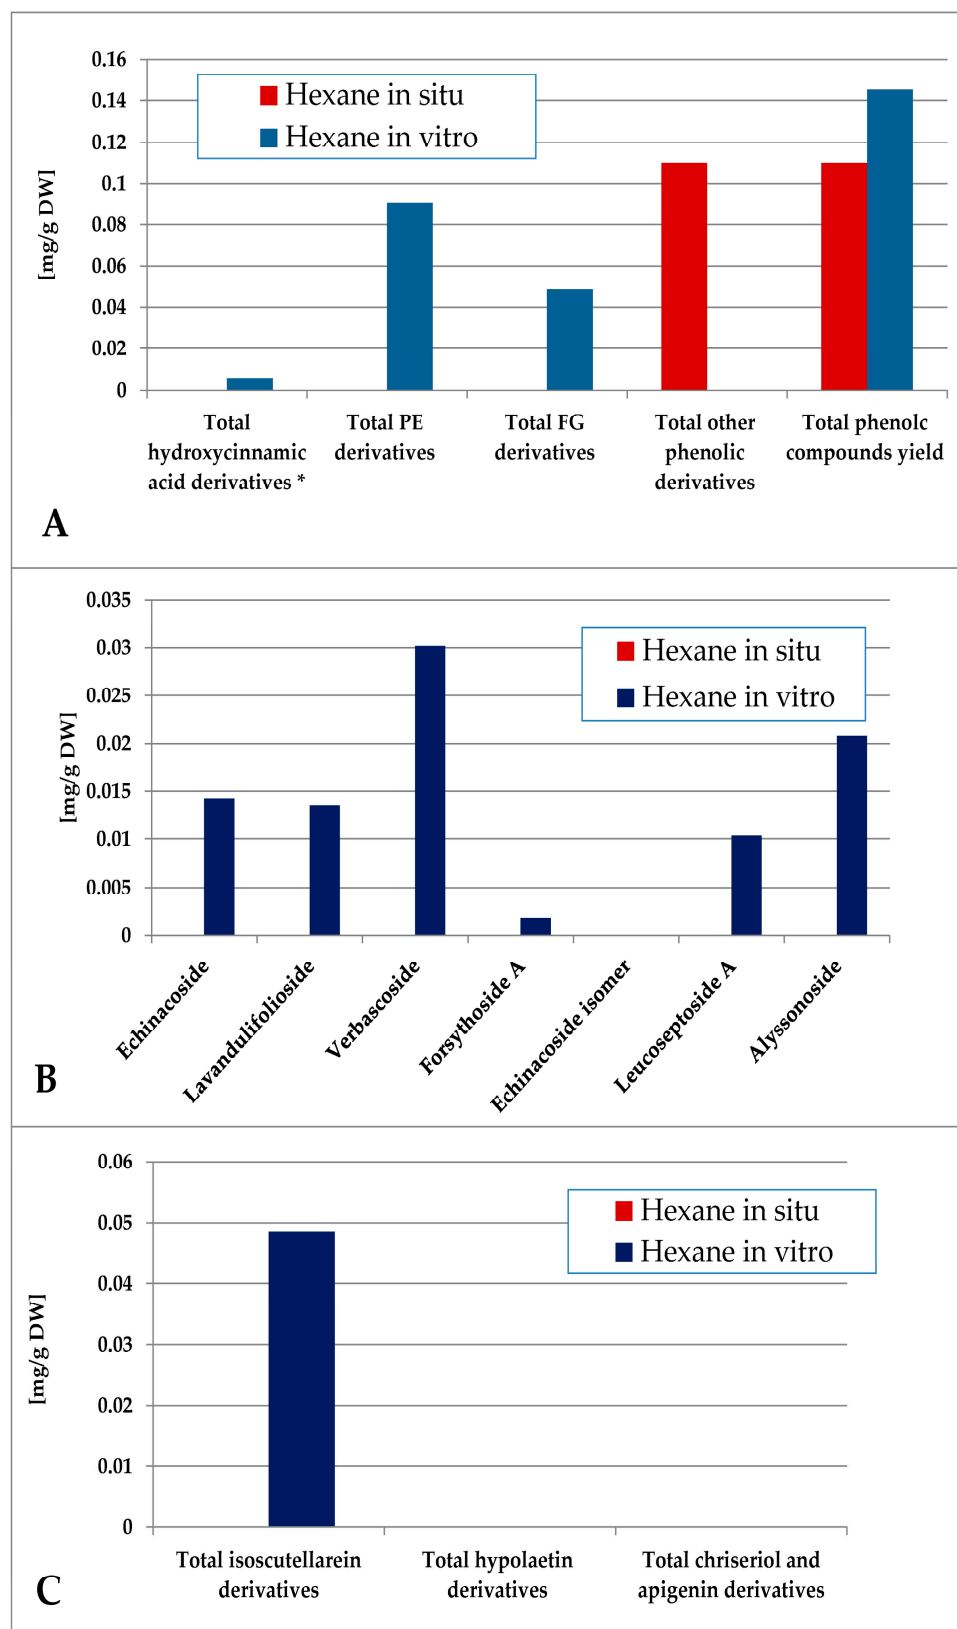 0.16
0.14
0.12
0.1
0.08
0.06
0.04
0.02
0
[mg/g DW]
Hexane in situ
Hexane in vitro
Total
hydroxycinnamic
acid derivatives *
Total PE
derivatives
Total FG
derivatives
Total other
phenolic
derivatives
Total phenolc
compounds yield
A
0.035
0.03
0.025
0.02
0.015
0.01
0.005
0
[mg/g DW]
Hexane in situ
Hexane in vitro
Echinacoside
Lavandulifolioside
Verbascoside
Forsythoside A
Echinacoside isomer
Leucoseptoside A
Alyssonoside
B
0.06
0.05
0.04
0.03
0.02
0.01
0
[mg/g DW]
Hexane in situ
Hexane in vitro
Total isoscutellarein
derivatives
Total hypolaetin
derivatives
Total chriseriol and
apigenin derivatives
C